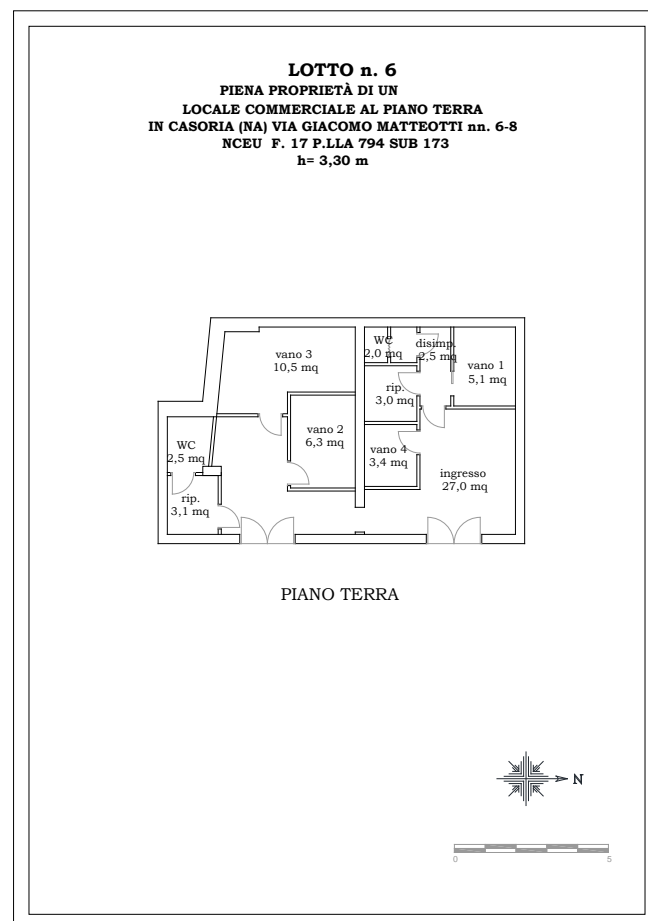 LOTTO n. 6
PIENA PROPRIETÀ DI UN
LOCALE COMMERCIALE AL PIANO TERRA
IN CASORIA (NA) VIA GIACOMO MATTEOTTI nn. 6-8
NCEU F. 17 P.LLA 794 SUB 173
h= 3,30 m
vano 3
10,5 mq
WC
2,0 mq
disimp.
2,5 mq
vano 1
5,1 mq
rip.
3,0 mq
vano 2
6,3 mq
WC
2,5 mq
vano 4
3,4 mq
ingresso
27,0 mq
rip.
3,1 mq
PIANO TERRA
N
0
5